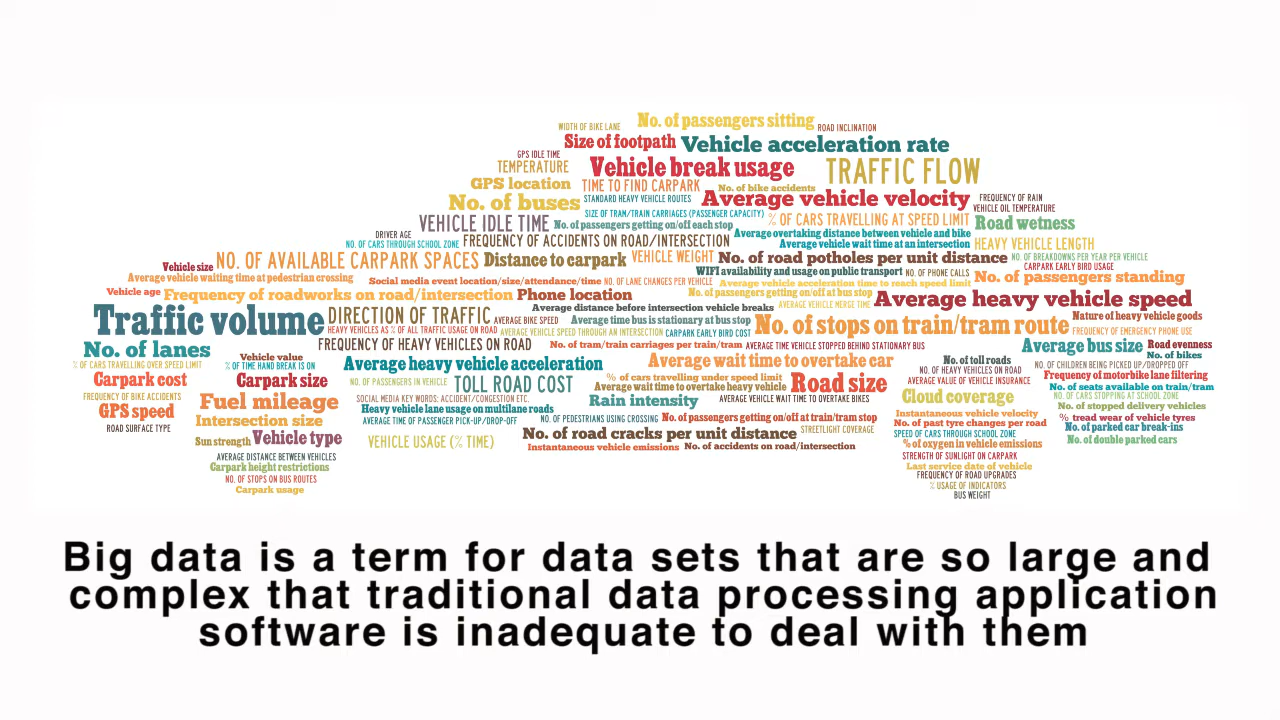 No. of passengers sitting
WIDTH OF BIKE LANE
ROAD INCLINATION
Size of footpath
Vehicle acceleration rate
GPS IDLE TIME
TEMPERATURE
Vehicle break usage
TRAFFIC FLOW
GPS location
TIME TO FIND CARPARK
No. of bike accidents
No. of buses
STANDARD HEAVY VEHICLE ROUTES
Average vehicle velocity
FREQUENCY OF RAIN
VEHICLE OIL TEMPERATURE
SIZE OF TRAM/TRAIN CARRIAGES (PASSENGER CAPACITY)
VEHICLE IDLE TIME
No. of passengers getting on/off each stop
% OF CARS TRAVELLING AT SPEED LIMIT
Road wetness
DRIVER AGE
NO. OF CARS THROUGH SCHOOL ZONE
FREQUENCY OF ACCIDENTS ON ROAD/INTERSECTION
Average overtaking distance between vehicle and bike
Average vehicle wait time at an intersection
HEAVY VEHICLE LENGTH
Vehicle size
NO. OF AVAILABLE CARPARK SPACES
Distance to carpark
VEHICLE WEIGHT
No. of road potholes per unit distance
NO. OF BREAKDOWNS PER YEAR PER VEHICLE
CARPARK EARLY BIRD USAGE
WIFI availability and usage on public transport
NO. OF PHONE CALLS
No. of passengers standing
Average vehicle waiting time at pedestrian crossing
Social media event location/size/attendance/time
NO. OF LANE CHANGES PER VEHICLE
Average vehicle acceleration time to reach speed limit
Vehicle age
Frequency of roadworks on road/intersection
Phone location
No. of passengers getting on/off at bus stop
Average heavy vehicle speed
Traffic volume
DIRECTION OF TRAFFIC
Average distance before intersection vehicle breaks
AVERAGE VEHICLE MERGE TIME
AVERAGE BIKE SPEED
Average time bus is stationary at bus stop
No. of stops on train/tram route
Nature of heavy vehicle goods
HEAVY VEHICLES AS % OF ALL TRAFFIC USAGE ON ROAD
AVERAGE VEHICLE SPEED THROUGH AN INTERSECTION
CARPARK EARLY BIRD COST
FREQUENCY OF EMERGENCY PHONE USE
No. of lanes
FREQUENCY OF HEAVY VEHICLES ON ROAD
No. of tram/train carriages per train/tram
AVERAGE TIME VEHICLE STOPPED BEHIND STATIONARY BUS
Average bus size
Road evenness
No. of bikes
% OF CARS TRAVELLING OVER SPEED LIMIT
Vehicle value
% OF TIME HAND BREAK IS ON
Average heavy vehicle acceleration
Average wait time to overtake car
No. of toll roads
NO. OF HEAVY VEHICLES ON ROAD
NO. OF CHILDREN BEING PICKED UP/DROPPED OFF
Carpark cost
Carpark size
NO. OF PASSENGERS IN VEHICLE
TOLL ROAD COST
% of cars travelling under speed limit
Average wait time to overtake heavy vehicle
Road size
AVERAGE VALUE OF VEHICLE INSURANCE
Frequency of motorbike lane filtering
No. of seats available on train/tram
FREQUENCY OF BIKE ACCIDENTS
Fuel mileage
SOCIAL MEDIA KEY WORDS: ACCIDENT/CONGESTION ETC.
Rain intensity
AVERAGE VEHICLE WAIT TIME TO OVERTAKE BIKES
Cloud coverage
NO. OF CARS STOPPING AT SCHOOL ZONE
GPS speed
Heavy vehicle lane usage on multilane roads
No. of stopped delivery vehicles
Intersection size
AVERAGE TIME OF PASSENGER PICK-UP/DROP-OFF
NO. OF PEDESTRIANS USING CROSSING
No. of passengers getting on/off at train/tram stop
Instantaneous vehicle velocity
No. of past tyre changes per road
% tread wear of vehicle tyres
ROAD SURFACE TYPE
No. of parked car break-ins
Sun strength
Vehicle type
VEHICLE USAGE (% TIME)
No. of road cracks per unit distance
STREETLIGHT COVERAGE
SPEED OF CARS THROUGH SCHOOL ZONE
No. of double parked cars
Instantaneous vehicle emissions
No. of accidents on road/intersection
% of oxygen in vehicle emissions
AVERAGE DISTANCE BETWEEN VEHICLES
STRENGTH OF SUNLIGHT ON CARPARK
Carpark height restrictions
Last service date of vehicle
NO. OF STOPS ON BUS ROUTES
FREQUENCY OF ROAD UPGRADES
Carpark usage
% USAGE OF INDICATORS
BUS WEIGHT
Big data is a term for data sets that are so large and
complex that traditional data processing application
software is inadequate to deal with them